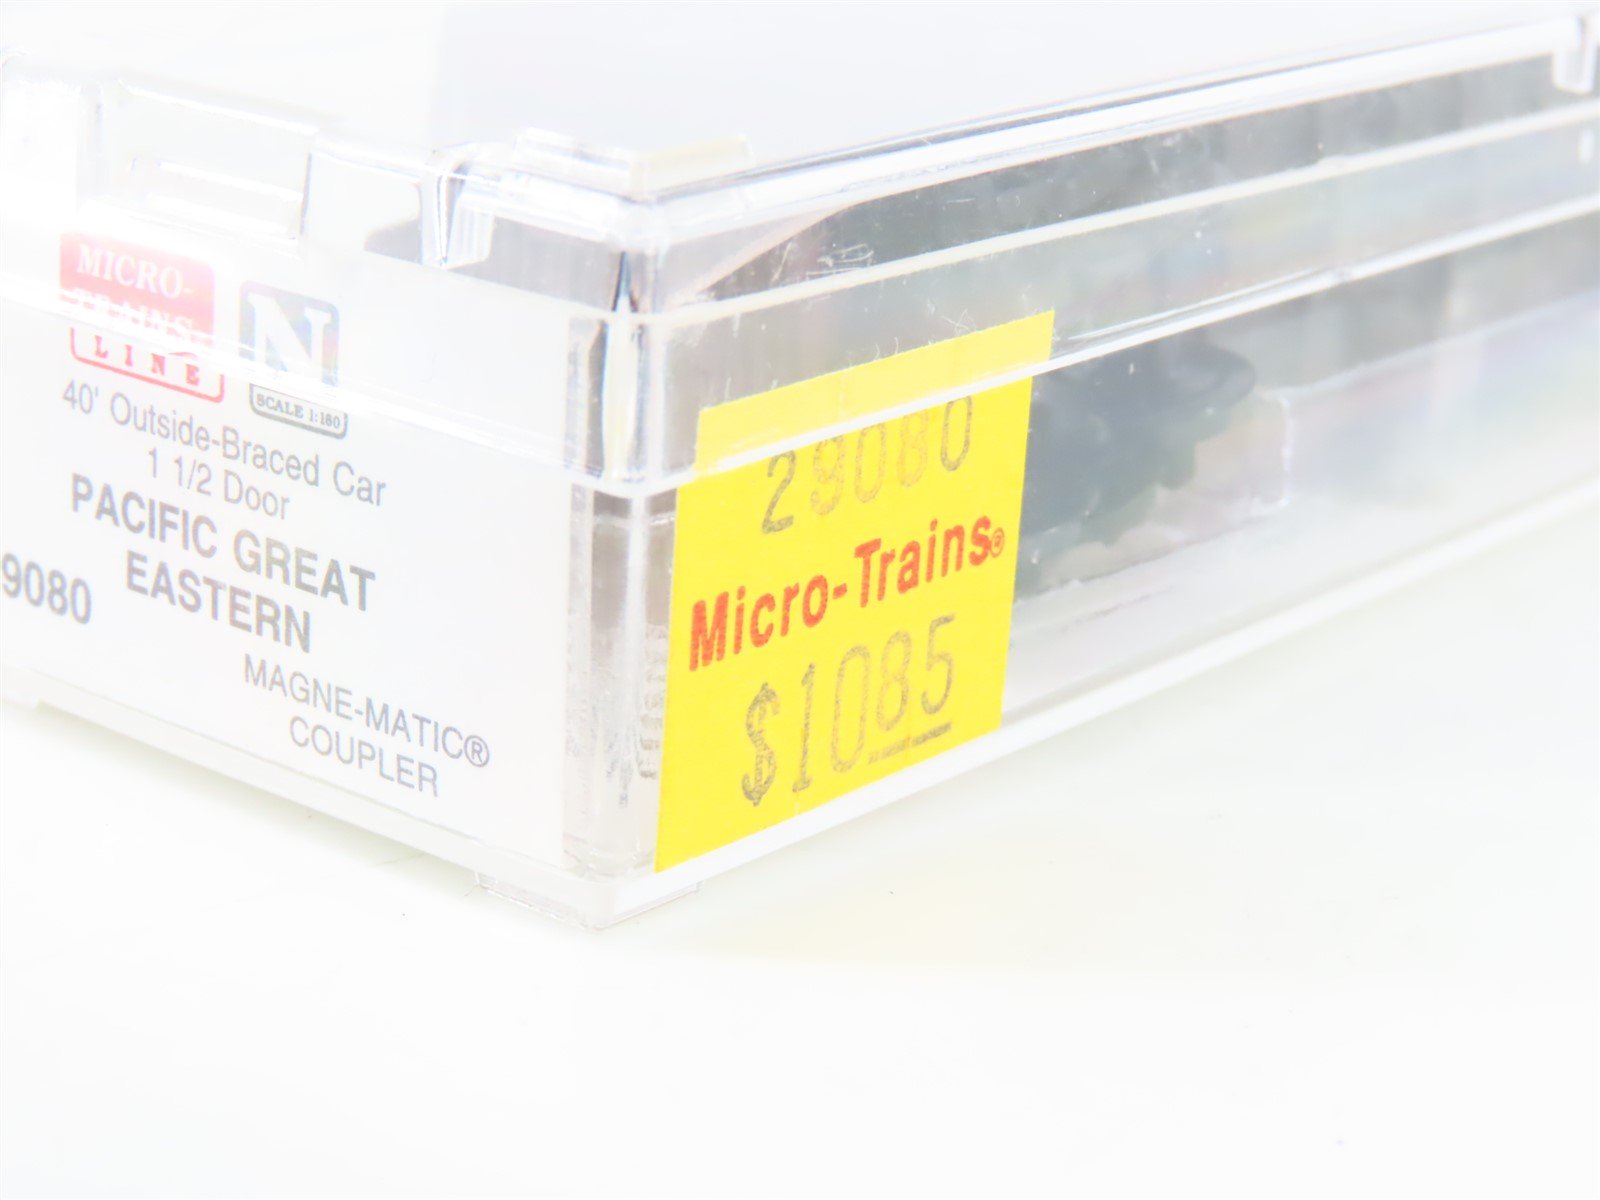 MICRO-
TRAINS
LINE
N
SCALE 1:160
40' Outside-Braced Car
1 1/2 Door
PACIFIC GREAT
EASTERN
9080
MAGNE-MATIC®
COUPLER
29080
Micro-Trains®
$1085